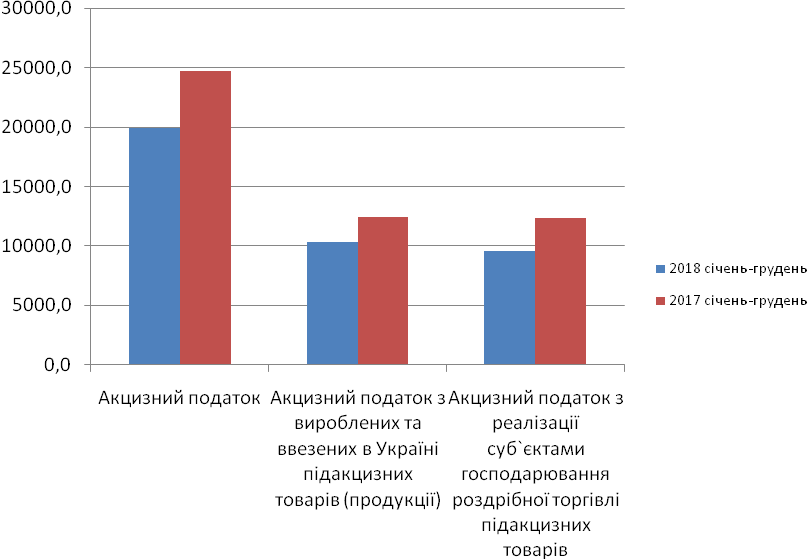 30000,0
25000,0
20000,0
15000,0
10000,0
5000,0
0,0
2018 січень-грудень
2017 січень-грудень
Акцизний податок
Акцизний податок з
вироблених та
ввезених в Україні
підакцизних
товарів (продукції)
Акцизний податок з
реалізації
суб`єктами
господарювання
роздрібної торгівлі
підакцизних
товарів